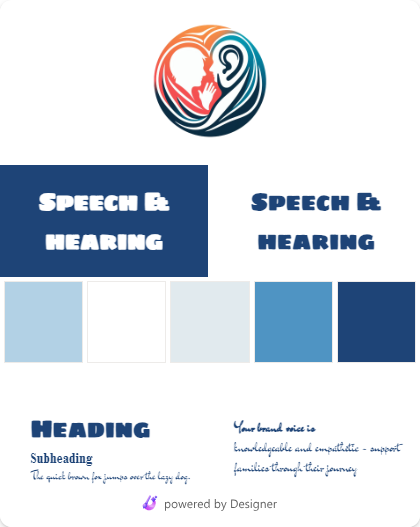 Speech &
hearing
Speech &
hearing
Heading
Subheading
The quick brown fox jumps over the lazy dog.
Your brand voice is
knowledgeable and empathetic - support
families through their journey
powered by Designer